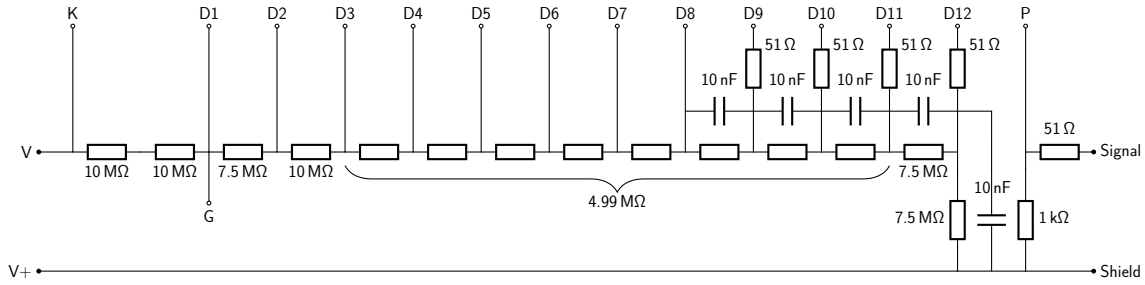 K D1 D2 D3 D4 D5 D6 D7 D8 D9 D10 D11 D12 P
51 Ω 51 Ω 51 Ω 51 Ω
10 nF 10 nF 10 nF 10 nF
51 Ω
V Signal
10 MΩ 10 MΩ 7.5 MΩ 10 MΩ 7.5 MΩ
10 nF
4.99 MΩ
G 7.5 MΩ 1 kΩ
V+ Shield